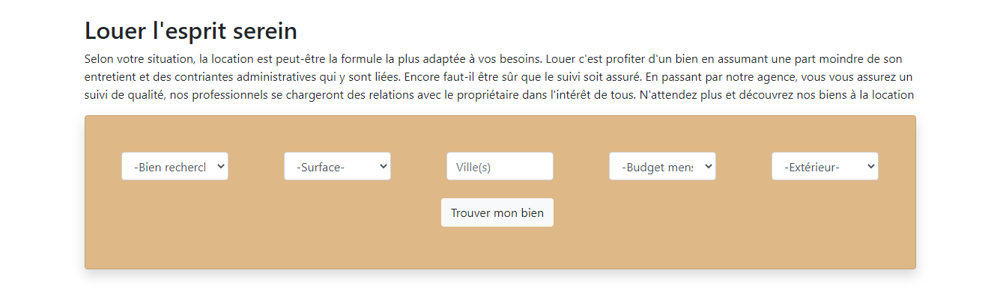 Louer l'esprit serein
Selon votre situation, la location est peut-être la formule la plus adaptée à vos besoins. Louer c'est profiter d'un bien en assumant une part moindre de son
entretient et des contriantes administratives qui y sont liées. Encore faut-il être sûr que le suivi soit assuré. En passant par notre agence, vous vous assurez un
suivi de qualité, nos professionnels se chargeront des relations avec le propriétaire dans l'intérêt de tous. N'attendez plus et découvrez nos biens à la location
-Bien rechercl -Surface- Ville(s) -Budget mens -Extérieur-
Trouver mon bien